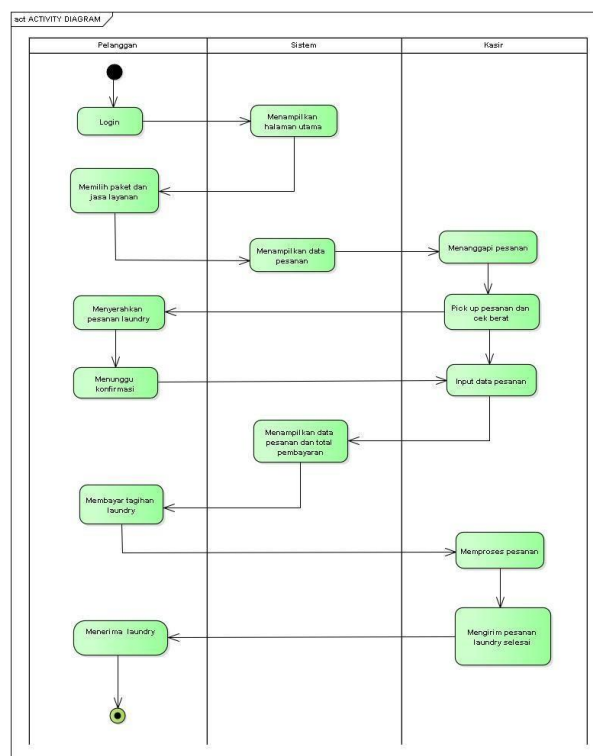 act ACTIVITY DIAGRAM
Pelanggan
Sistem
Kasir
Login
Menampilkan
halaman utama
Memilih paket dan
jasa layanan
Menampilkan data
pesanan
Menanggapi pesanan
Menyerahkan
pesanan laundry
Pick up pesanan dan
cek berat
Menunggu
konfirmasi
Input data pesanan
Menampilkan data
pesanan dan total
pembayaran
Membayar tagihan
laundry
Memproses pesanan
Menerima laundry
Mengirim pesanan
laundry selesai